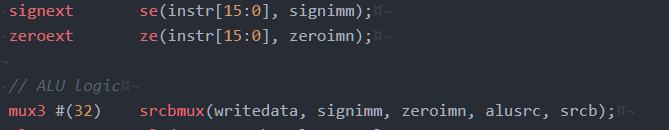 signext se(instr[15:0], signimm);
zeroext ze(instr[15:0], zeroimn);
// ALU logic
mux3 #(32) srcbmux(writedata, signimm, zeroimn, alusrc, srcb);